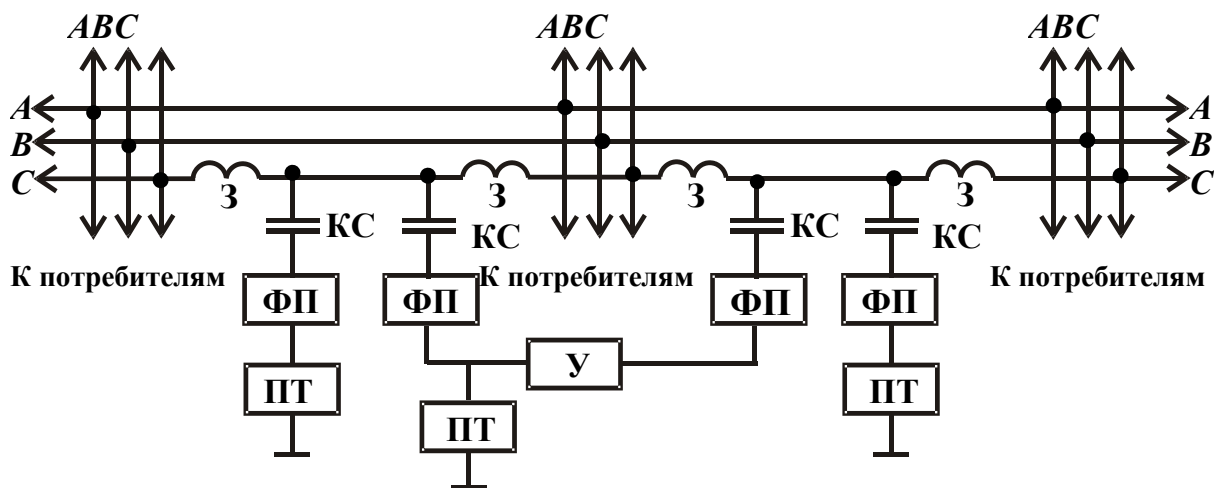 ABC ABC ABC
A A
B B
C З З З З C
КС КС КС КС
К потребителям К потребителям К потребителям
ФП ФП ФП ФП
У
ПТ ПТ ПТ